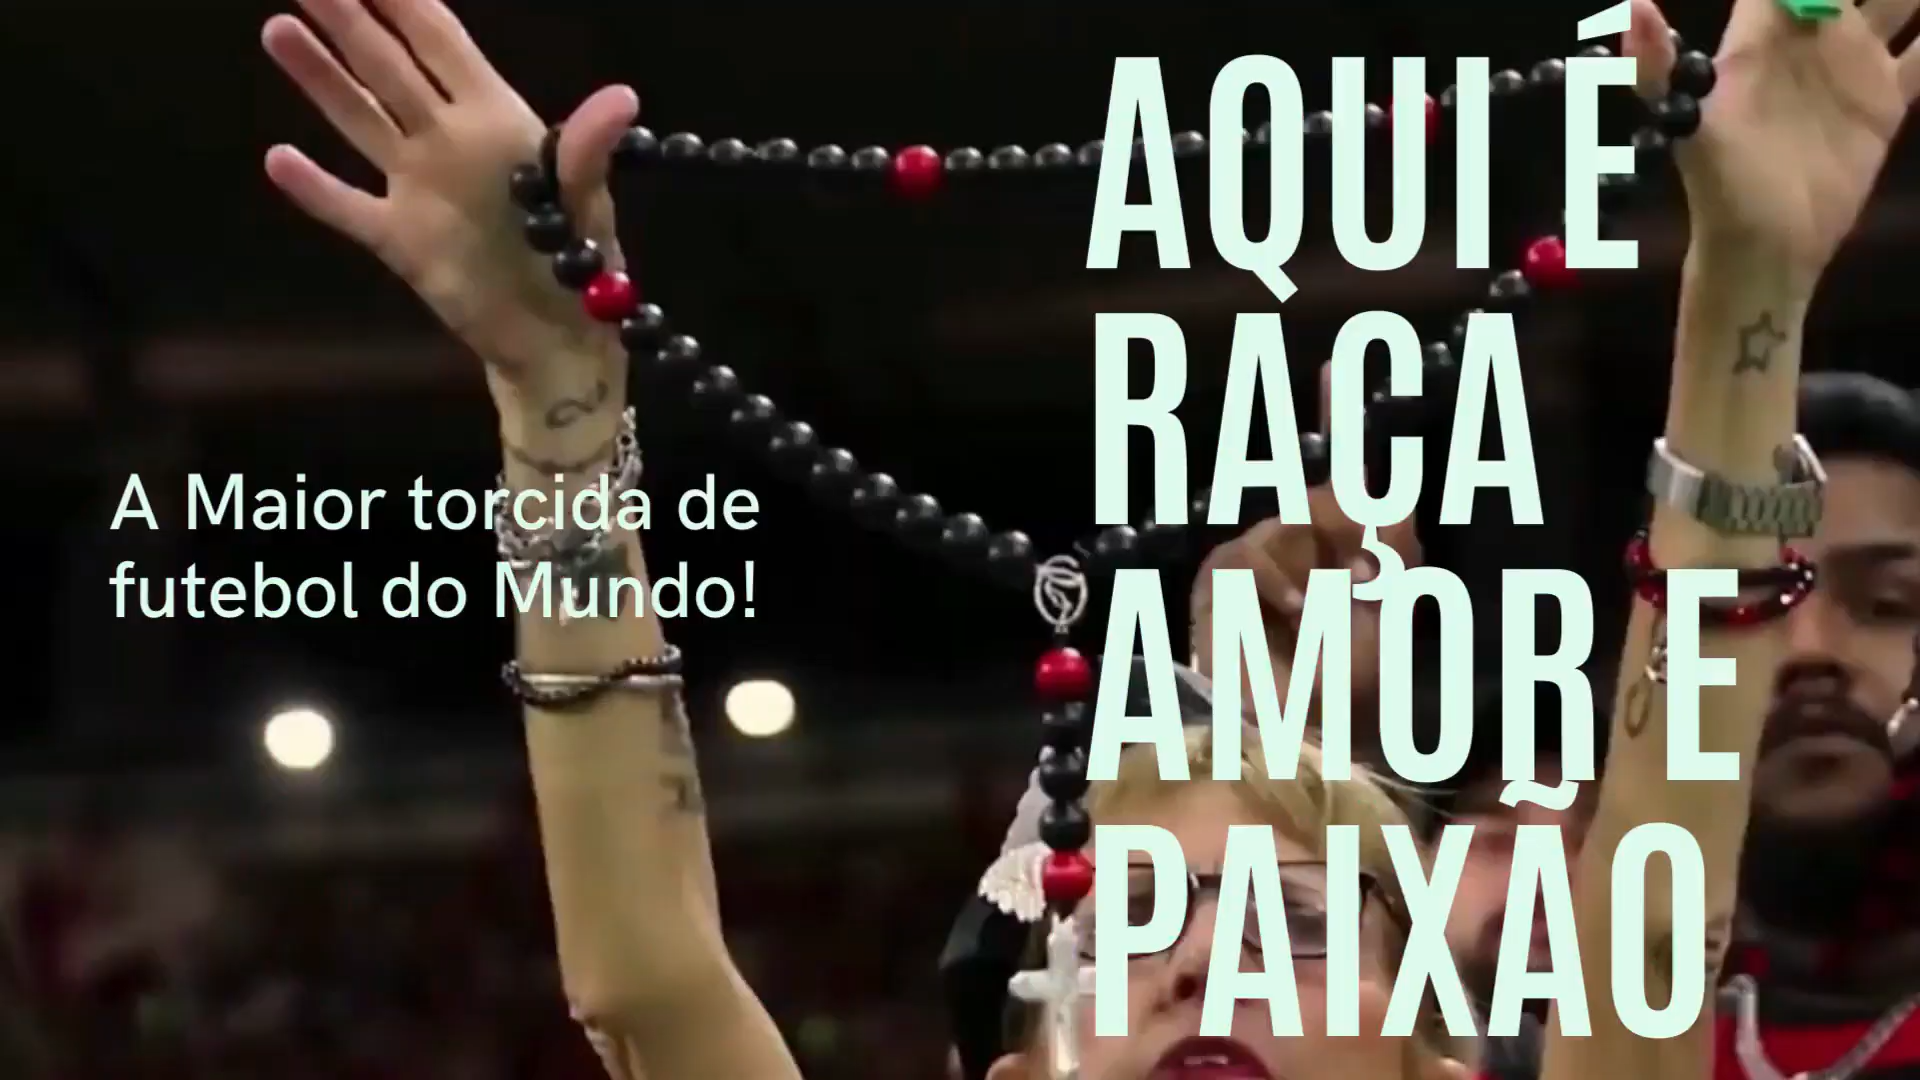 A Maior torcida de
futebol do Mundo!
AQUI É
RAÇA
AMOR E
PAIXÃO